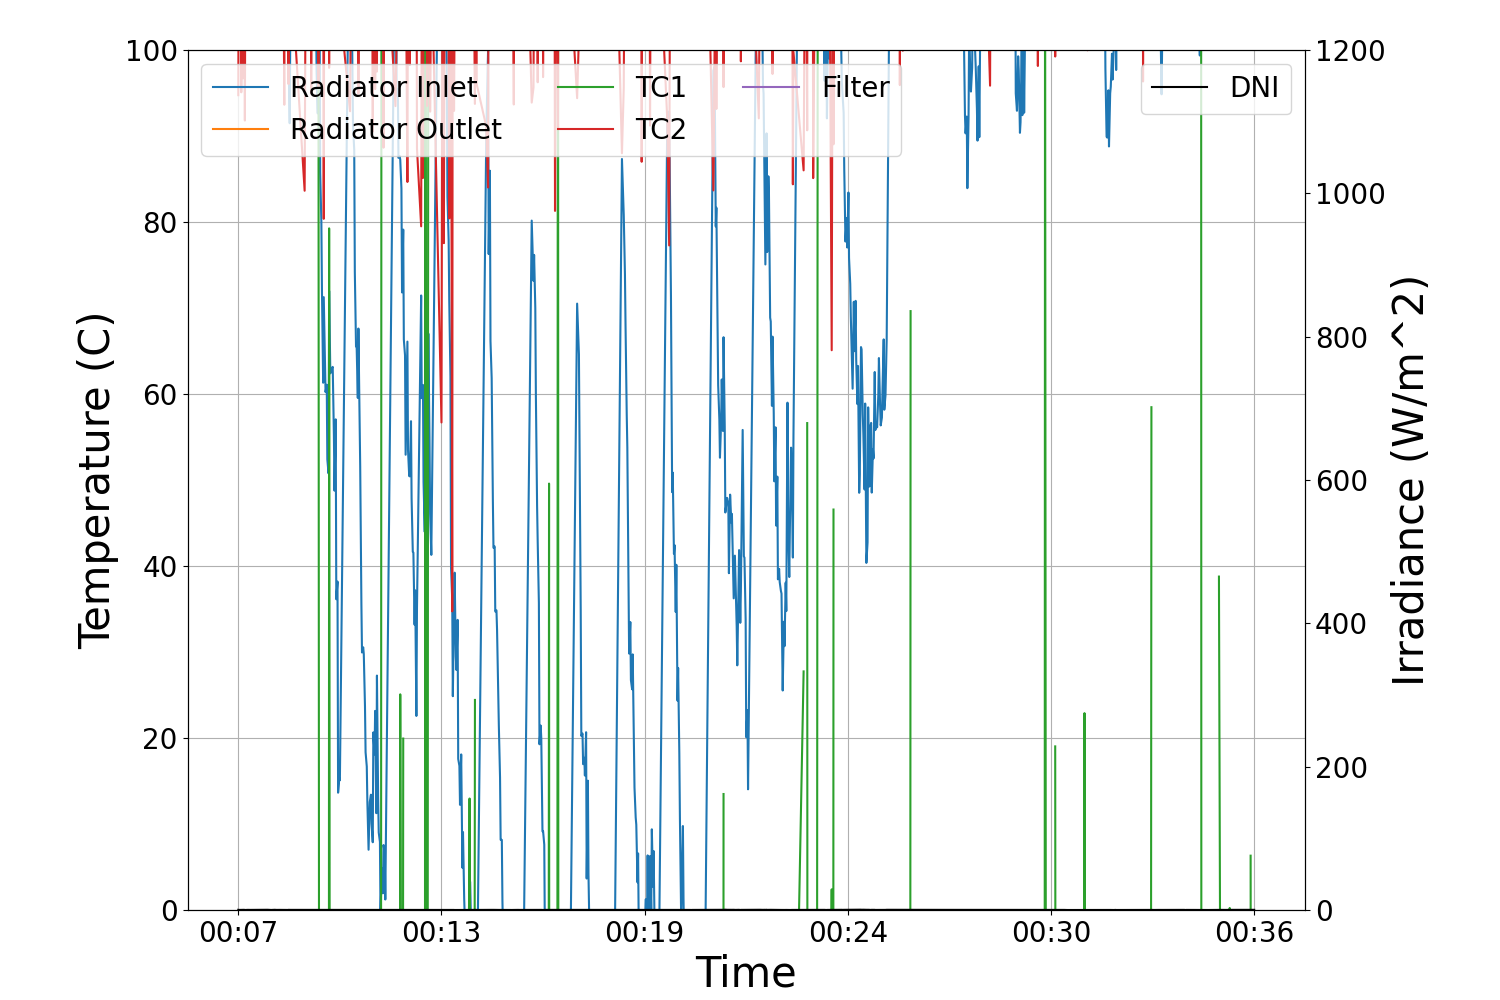 100
80
60
40
20
0
Temperature (C)
Radiator Inlet
Radiator Outlet
TC1
TC2
Filter
DNI
1200
1000
800
600
400
200
0
Irradiance (W/m^2)
00:07
00:13
00:19
00:24
00:30
00:36
Time